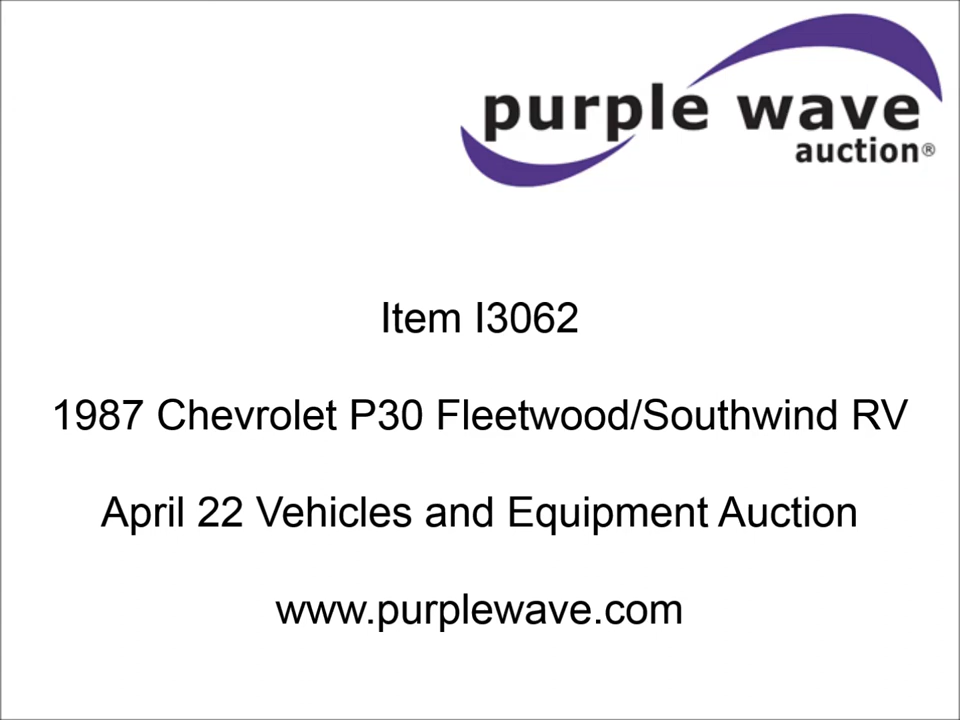 purple wave
auction®
Item I3062
1987 Chevrolet P30 Fleetwood/Southwind RV
April 22 Vehicles and Equipment Auction
www.purplewave.com